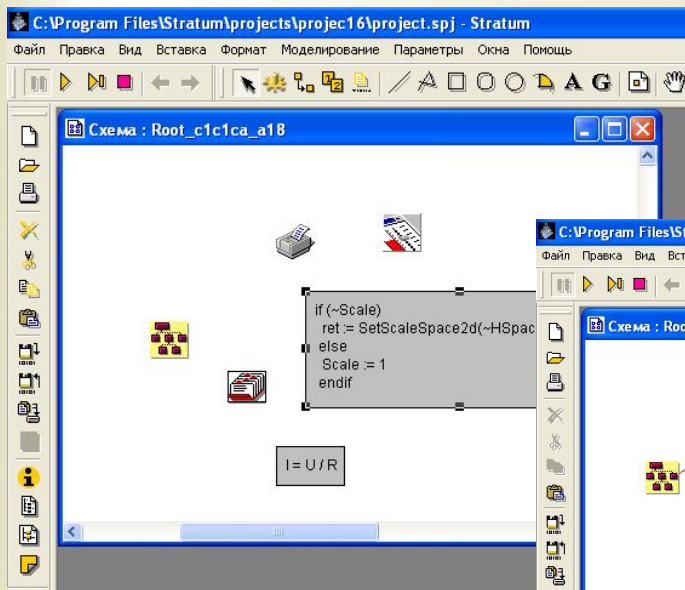 C:\Program Files\Stratum\projects\projec16\project.spj - Stratum
Файл Правка Вид Вставка Формат Моделирование Параметры Окна Помощь
A G
Схема : Root_c1c1ca_a18
if (~Scale)
ret := SetScaleSpace2d(~HSpac
else
Scale := 1
endif
I = U / R
C:\Program Files\St
Файл Правка Вид Вст
Схема : Roo